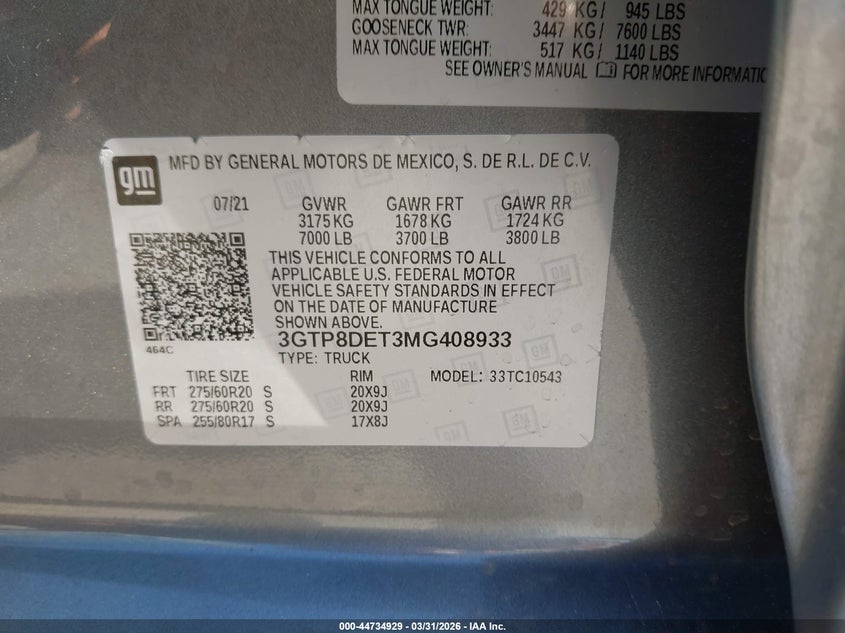 MAX TONGUE WEIGHT: 429 KG/ 945 LBS
GOOSENECK TWR: 3447 KG/ 7600 LBS
MAX TONGUE WEIGHT: 517 KG/ 1140 LBS
SEE OWNER'S MANUAL FOR MORE INFORMATIO
gm MFD BY GENERAL MOTORS DE MEXICO, S. DE R.L. DE C.V.
07/21 GVWR GAWR FRT GAWR RR
3175 KG 1678 KG 1724 KG
7000 LB 3700 LB 3800 LB
THIS VEHICLE CONFORMS TO ALL
APPLICABLE U.S. FEDERAL MOTOR
VEHICLE SAFETY STANDARDS IN EFFECT
ON THE DATE OF MANUFACTURE
SHOWN ABOVE.
464C
3GTP8DET3MG408933
TYPE: TRUCK
TIRE SIZE RIM MODEL: 33TC10543
FRT 275/60R20 S 20X9J
RR 275/60R20 S 20X9J
SPA 255/80R17 S 17X8J
000-44734929 - 03/31/2026 - IAA Inc.